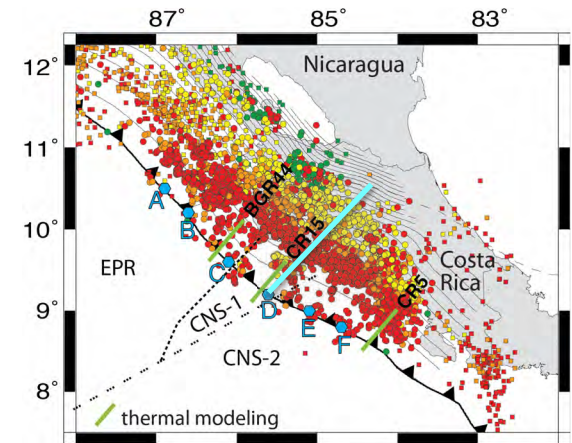 87° 85° 83°
12°
Nicaragua
11°
BGR44
A
B
10°
CR15
EPR
C
Costa
Rica
CR5
CNS-1
D
9°
E
F
CNS-2
8°
thermal modeling